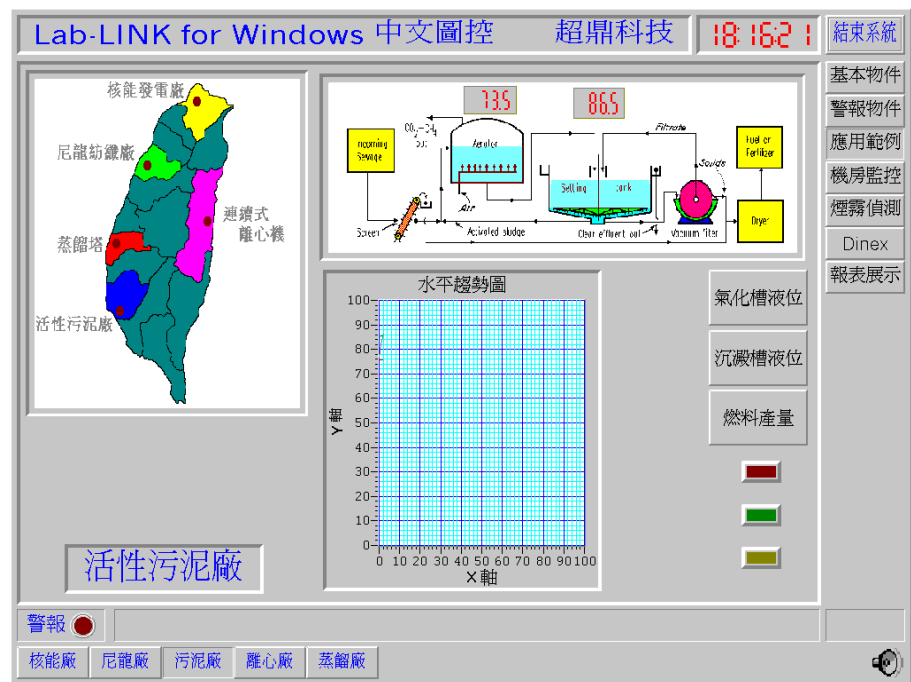 Lab-LINK for Windows 中文圖控 超鼎科技
18:16:21
結束系統
核能發電廠
尼龍紡纖廠
連續式
離心機
蒸餾塔
活性污泥廠
73.5
86.5
CO₂-CH₄
out
Incoming
Sewage
Aerator
Air
Screen
Activated sludge
Settling tank
Clear effluent out
Filtrate
Solids
Vacuum filter
Fuel or
Fertilizer
Dryer
基本物件
警報物件
應用範例
機房監控
煙霧偵測
Dinex
報表展示
水平趨勢圖
Y 軸
100
90
80
70
60
50
40
30
20
10
0
0 10 20 30 40 50 60 70 80 90 100
X 軸
氧化槽液位
沉澱槽液位
燃料產量
活性污泥廠
警報
核能廠 尼龍廠 污泥廠 離心廠 蒸餾廠